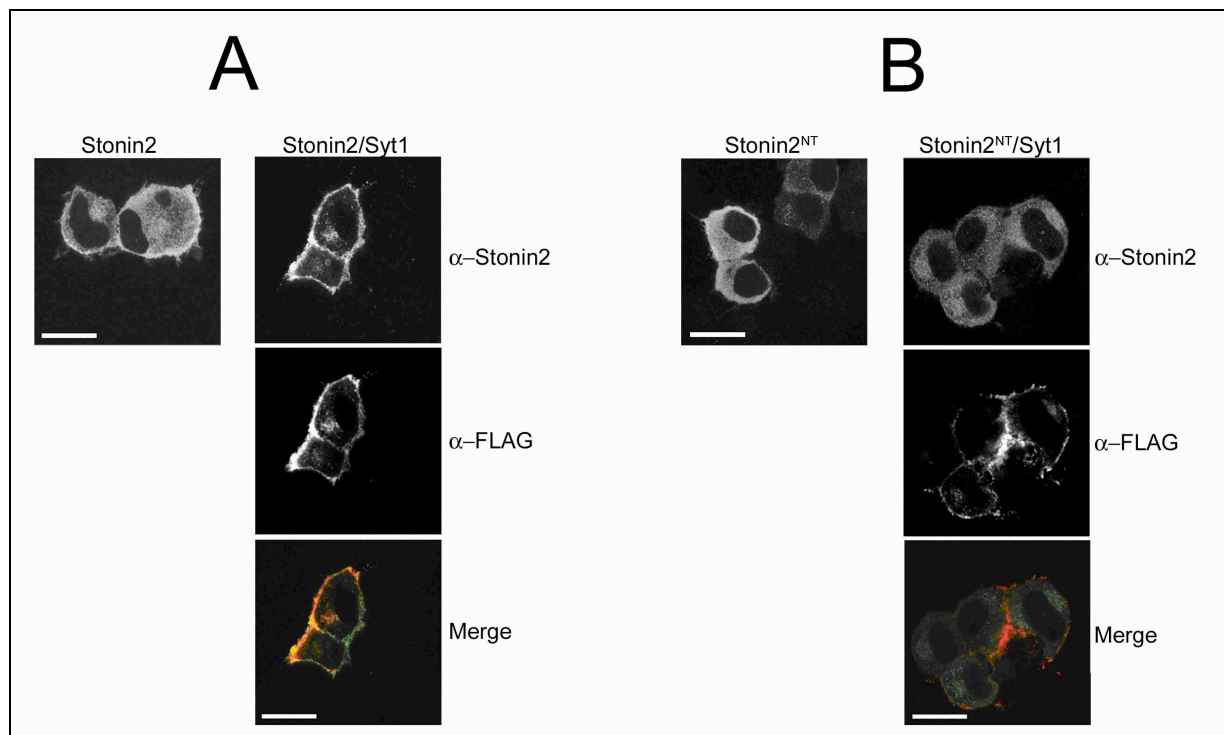 A
B
Stonin2
Stonin2/Syt1
Stonin2ᴺᵀ
Stonin2ᴺᵀ/Syt1
α–Stonin2
α–Stonin2
α–FLAG
α–FLAG
Merge
Merge